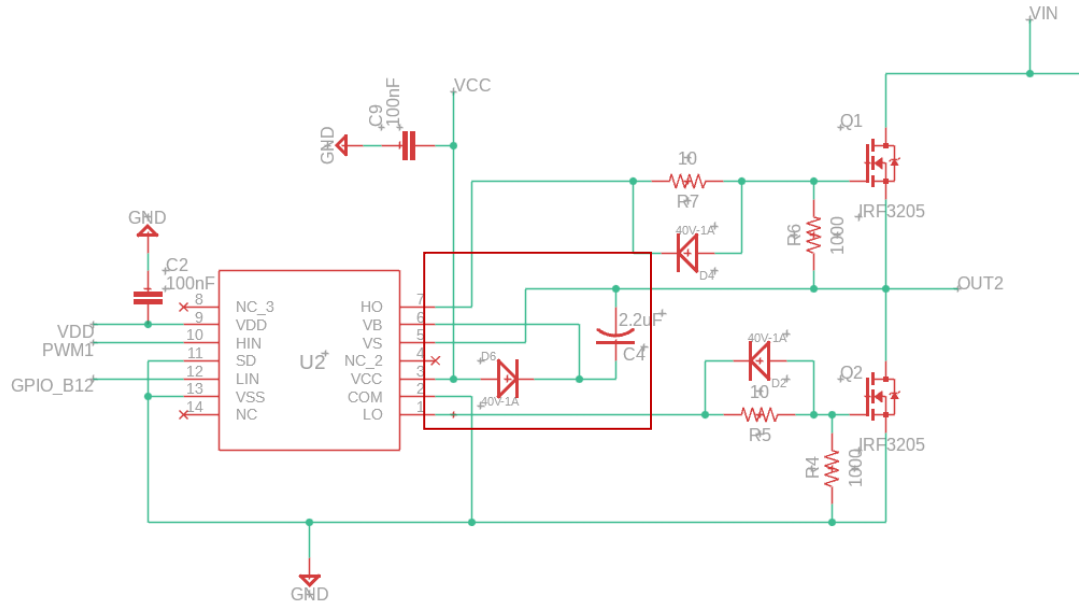 VIN
VCC
C9
100nF
GND
Q1
10
R7
IRF3205
40V-1A
D4
R6
1000
GND
C2
100nF
OUT2
8 NC_3
HO 7
VDD
9 VDD
VB 6
PWM1
10 HIN
VS 5
11 SD
U2
NC_2 4
GPIO_B12
12 LIN
VCC 3
13 VSS
COM 2
14 NC
LO 1
2.2uF
C4
D6
40V-1A
40V-1A
D2
10
R5
Q2
IRF3205
R4
1000
GND